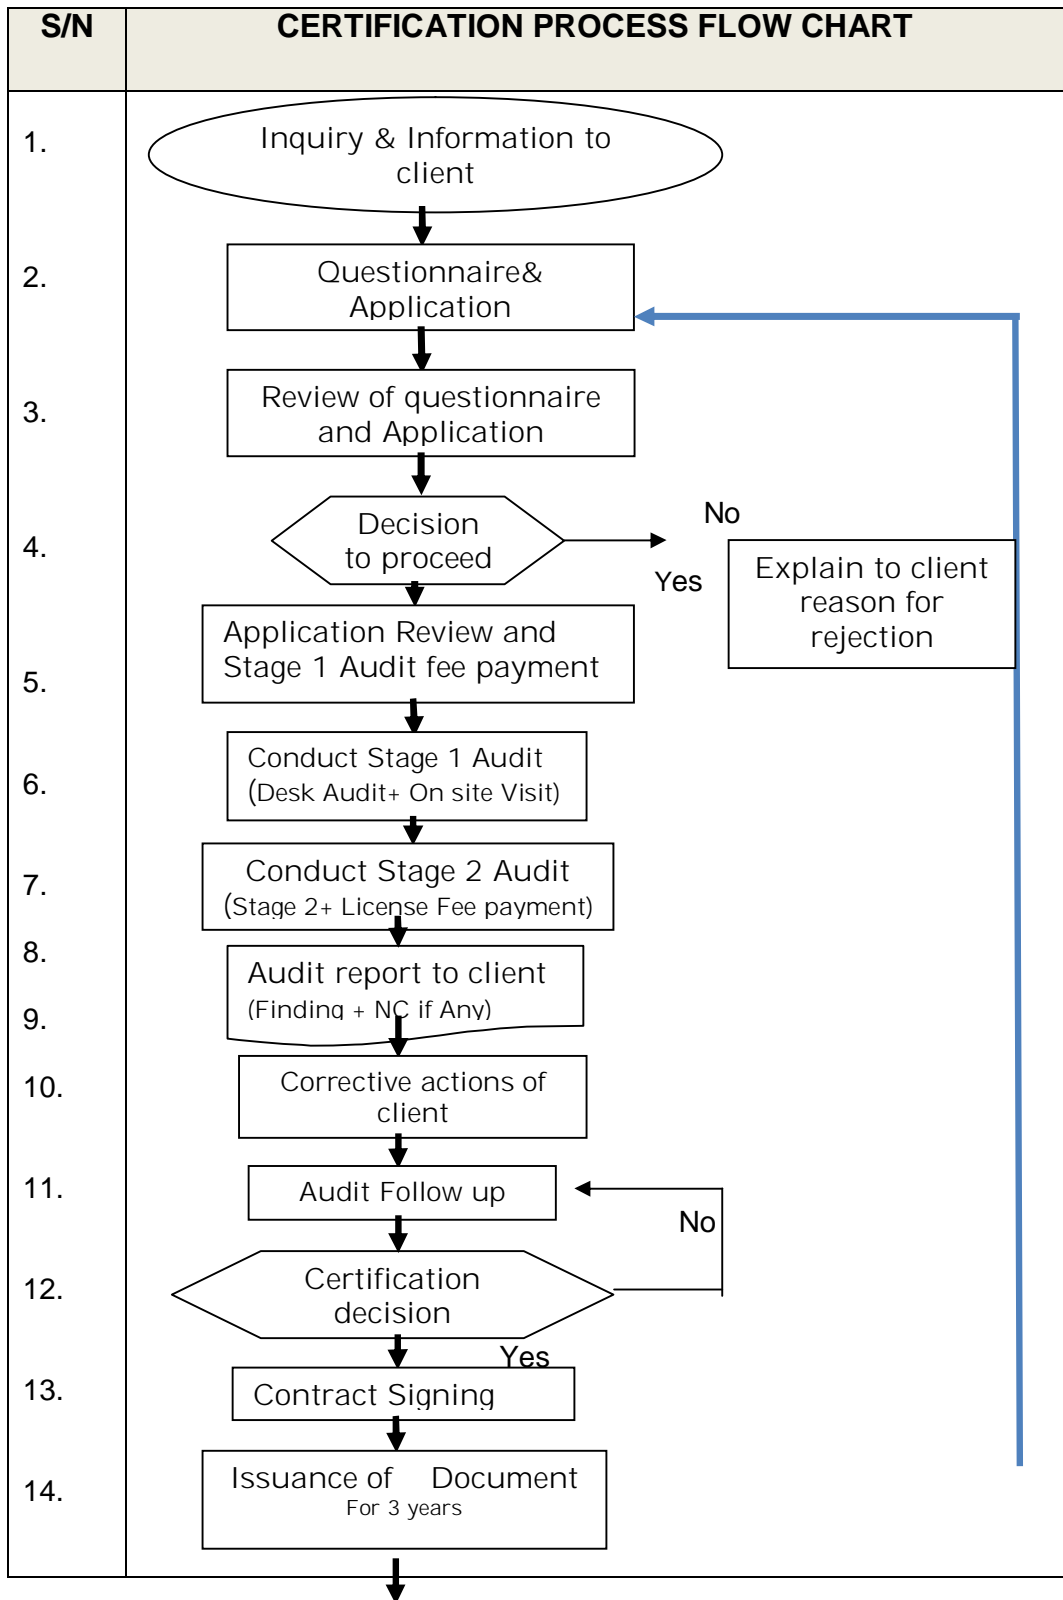 S/N
CERTIFICATION PROCESS FLOW CHART
1.
Inquiry & Information to
client
2.
Questionnaire&
Application
3.
Review of questionnaire
and Application
4.
Decision
to proceed
No
Yes
Explain to client
reason for
rejection
5.
Application Review and
Stage 1 Audit fee payment
6.
Conduct Stage 1 Audit
(Desk Audit+ On site Visit)
7.
Conduct Stage 2 Audit
(Stage 2+ License Fee payment)
8.
Audit report to client
9.
(Finding + NC if Any)
10.
Corrective actions of
client
11.
Audit Follow up
No
12.
Certification
decision
Yes
13.
Contract Signing
14.
Issuance of Document
For 3 years